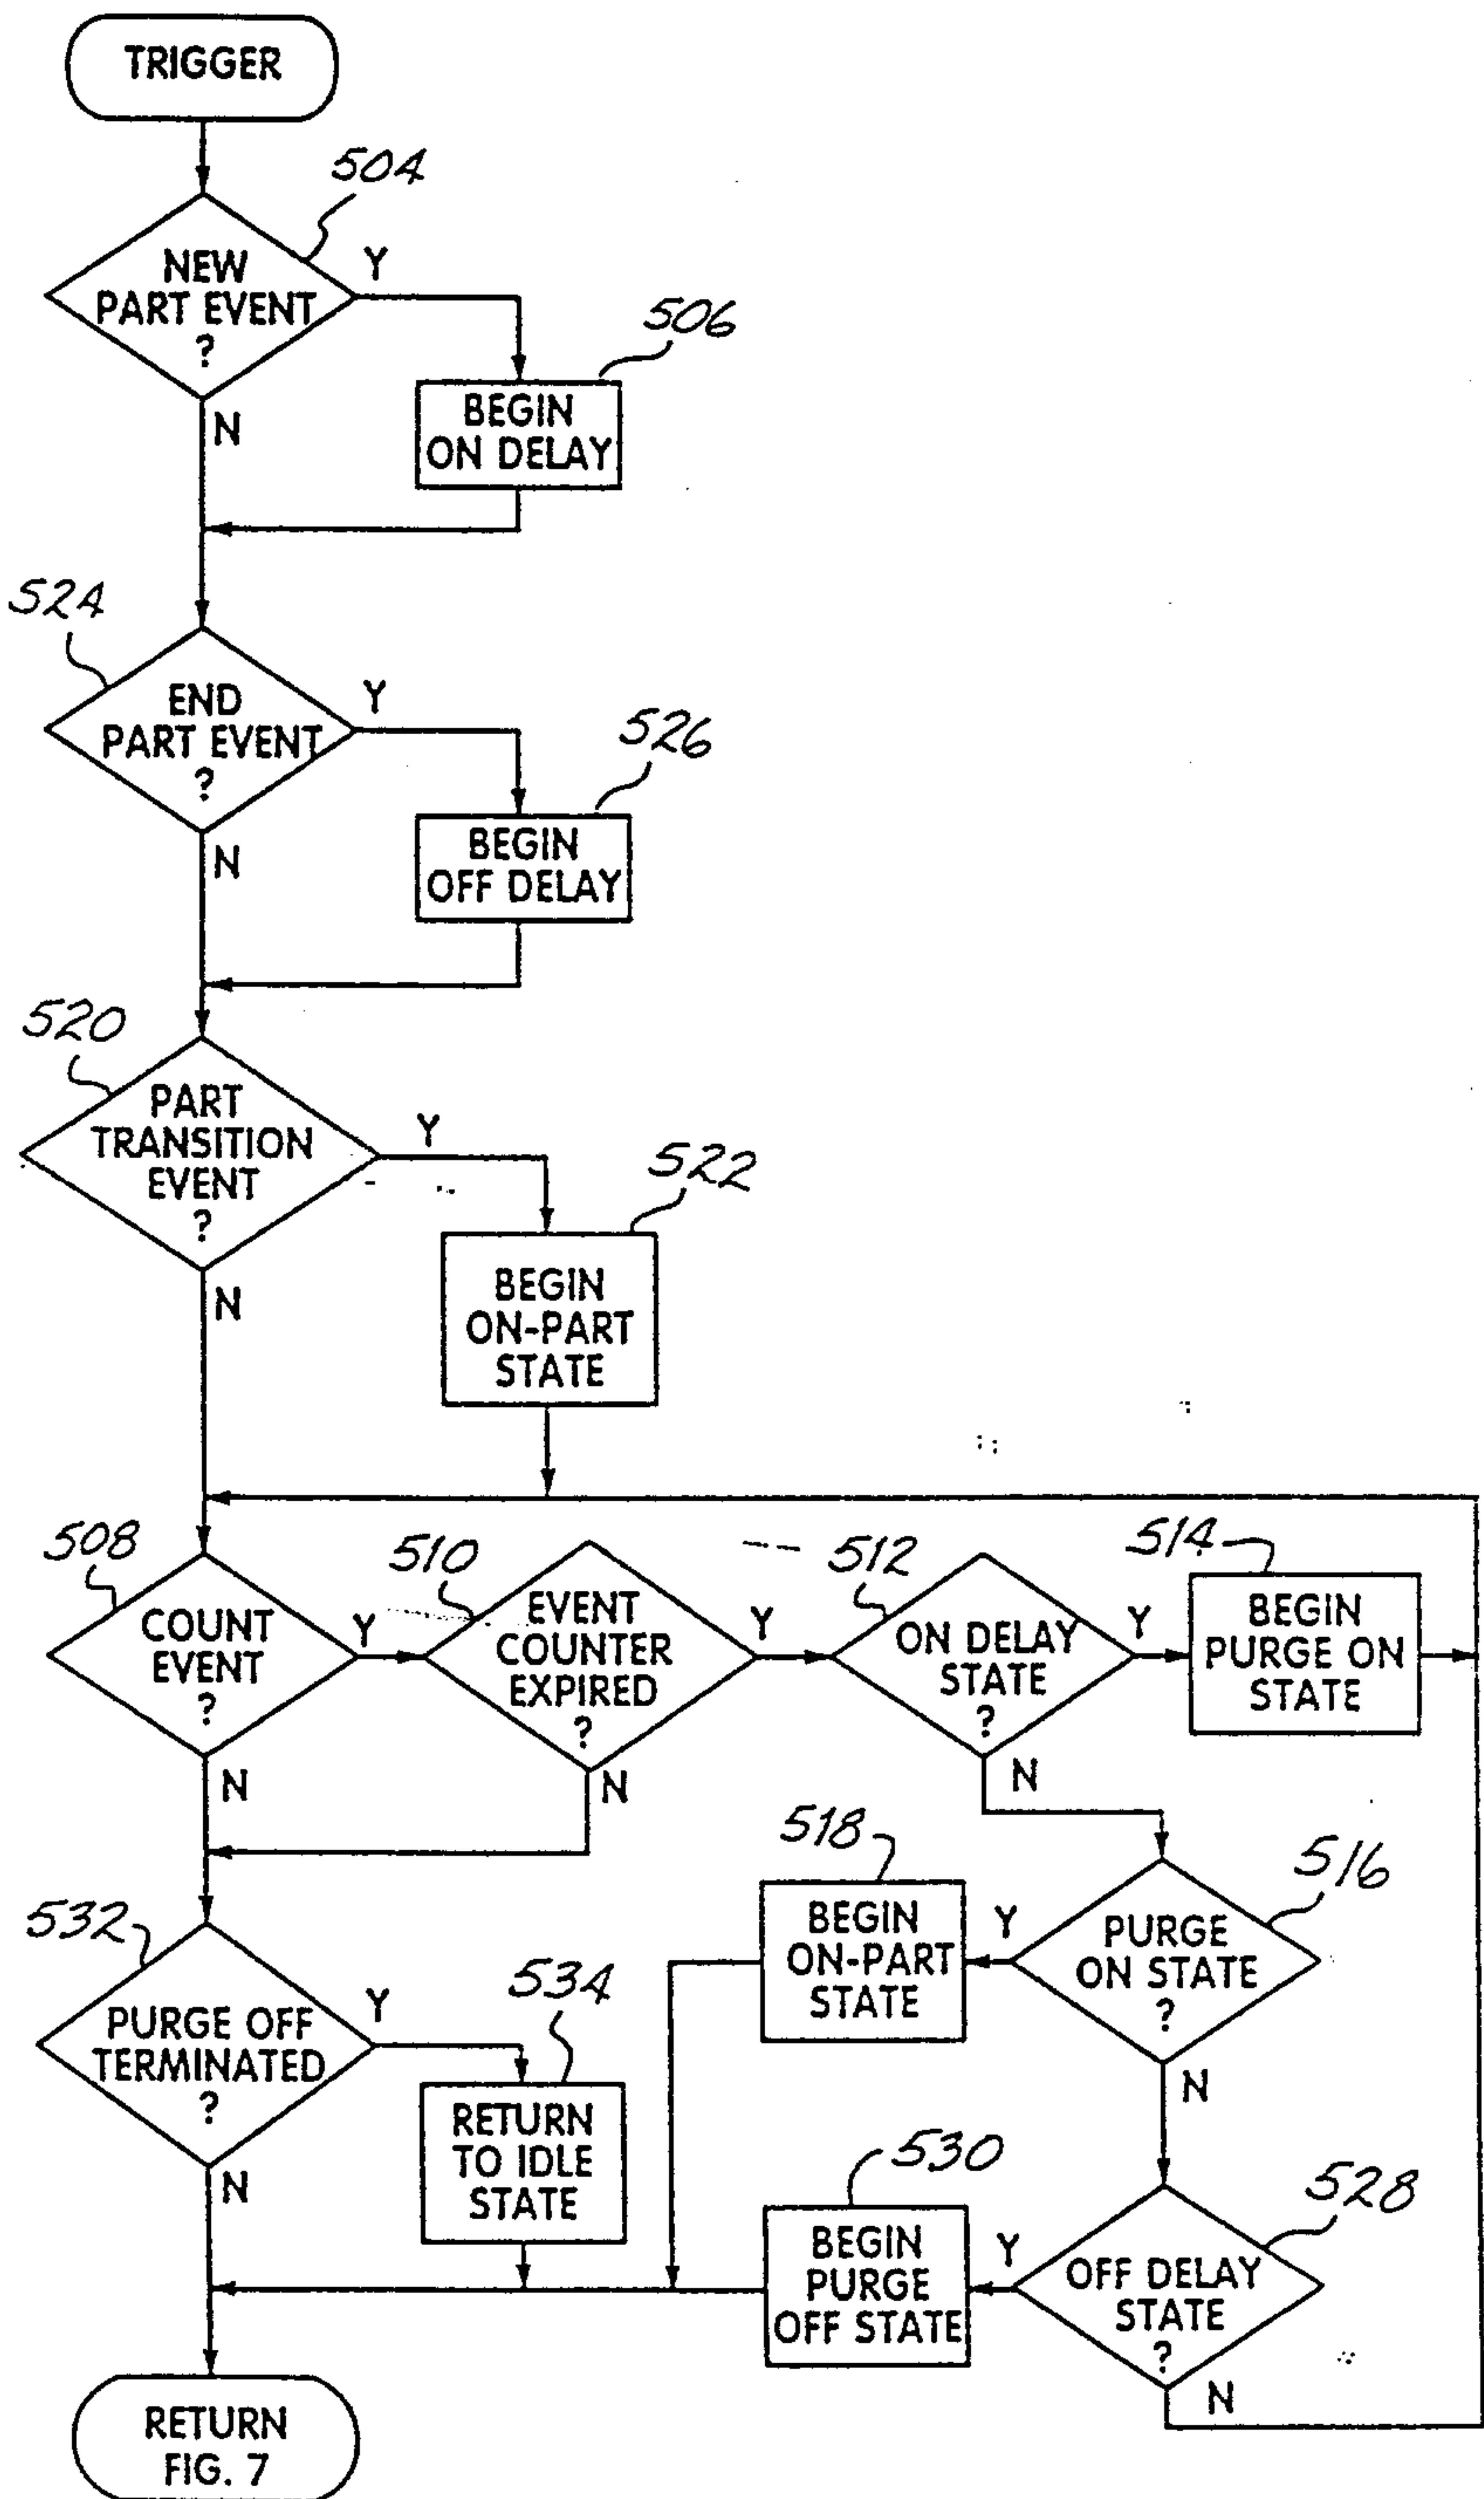 TRIGGER
504
NEW
PART EVENT
?
Y
N
506
BEGIN
ON DELAY
524
END
PART EVENT
?
Y
N
526
BEGIN
OFF DELAY
520
PART
TRANSITION
EVENT
?
Y
N
522
BEGIN
ON-PART
STATE
508
COUNT
EVENT
?
Y
N
510
EVENT
COUNTER
EXPIRED
?
Y
N
512
ON DELAY
STATE
?
Y
N
514
BEGIN
PURGE ON
STATE
516
PURGE
ON STATE
?
Y
N
518
BEGIN
ON-PART
STATE
532
PURGE OFF
TERMINATED
?
Y
N
534
RETURN
TO IDLE
STATE
528
OFF DELAY
STATE
?
Y
N
530
BEGIN
PURGE
OFF STATE
RETURN
FIG. 7